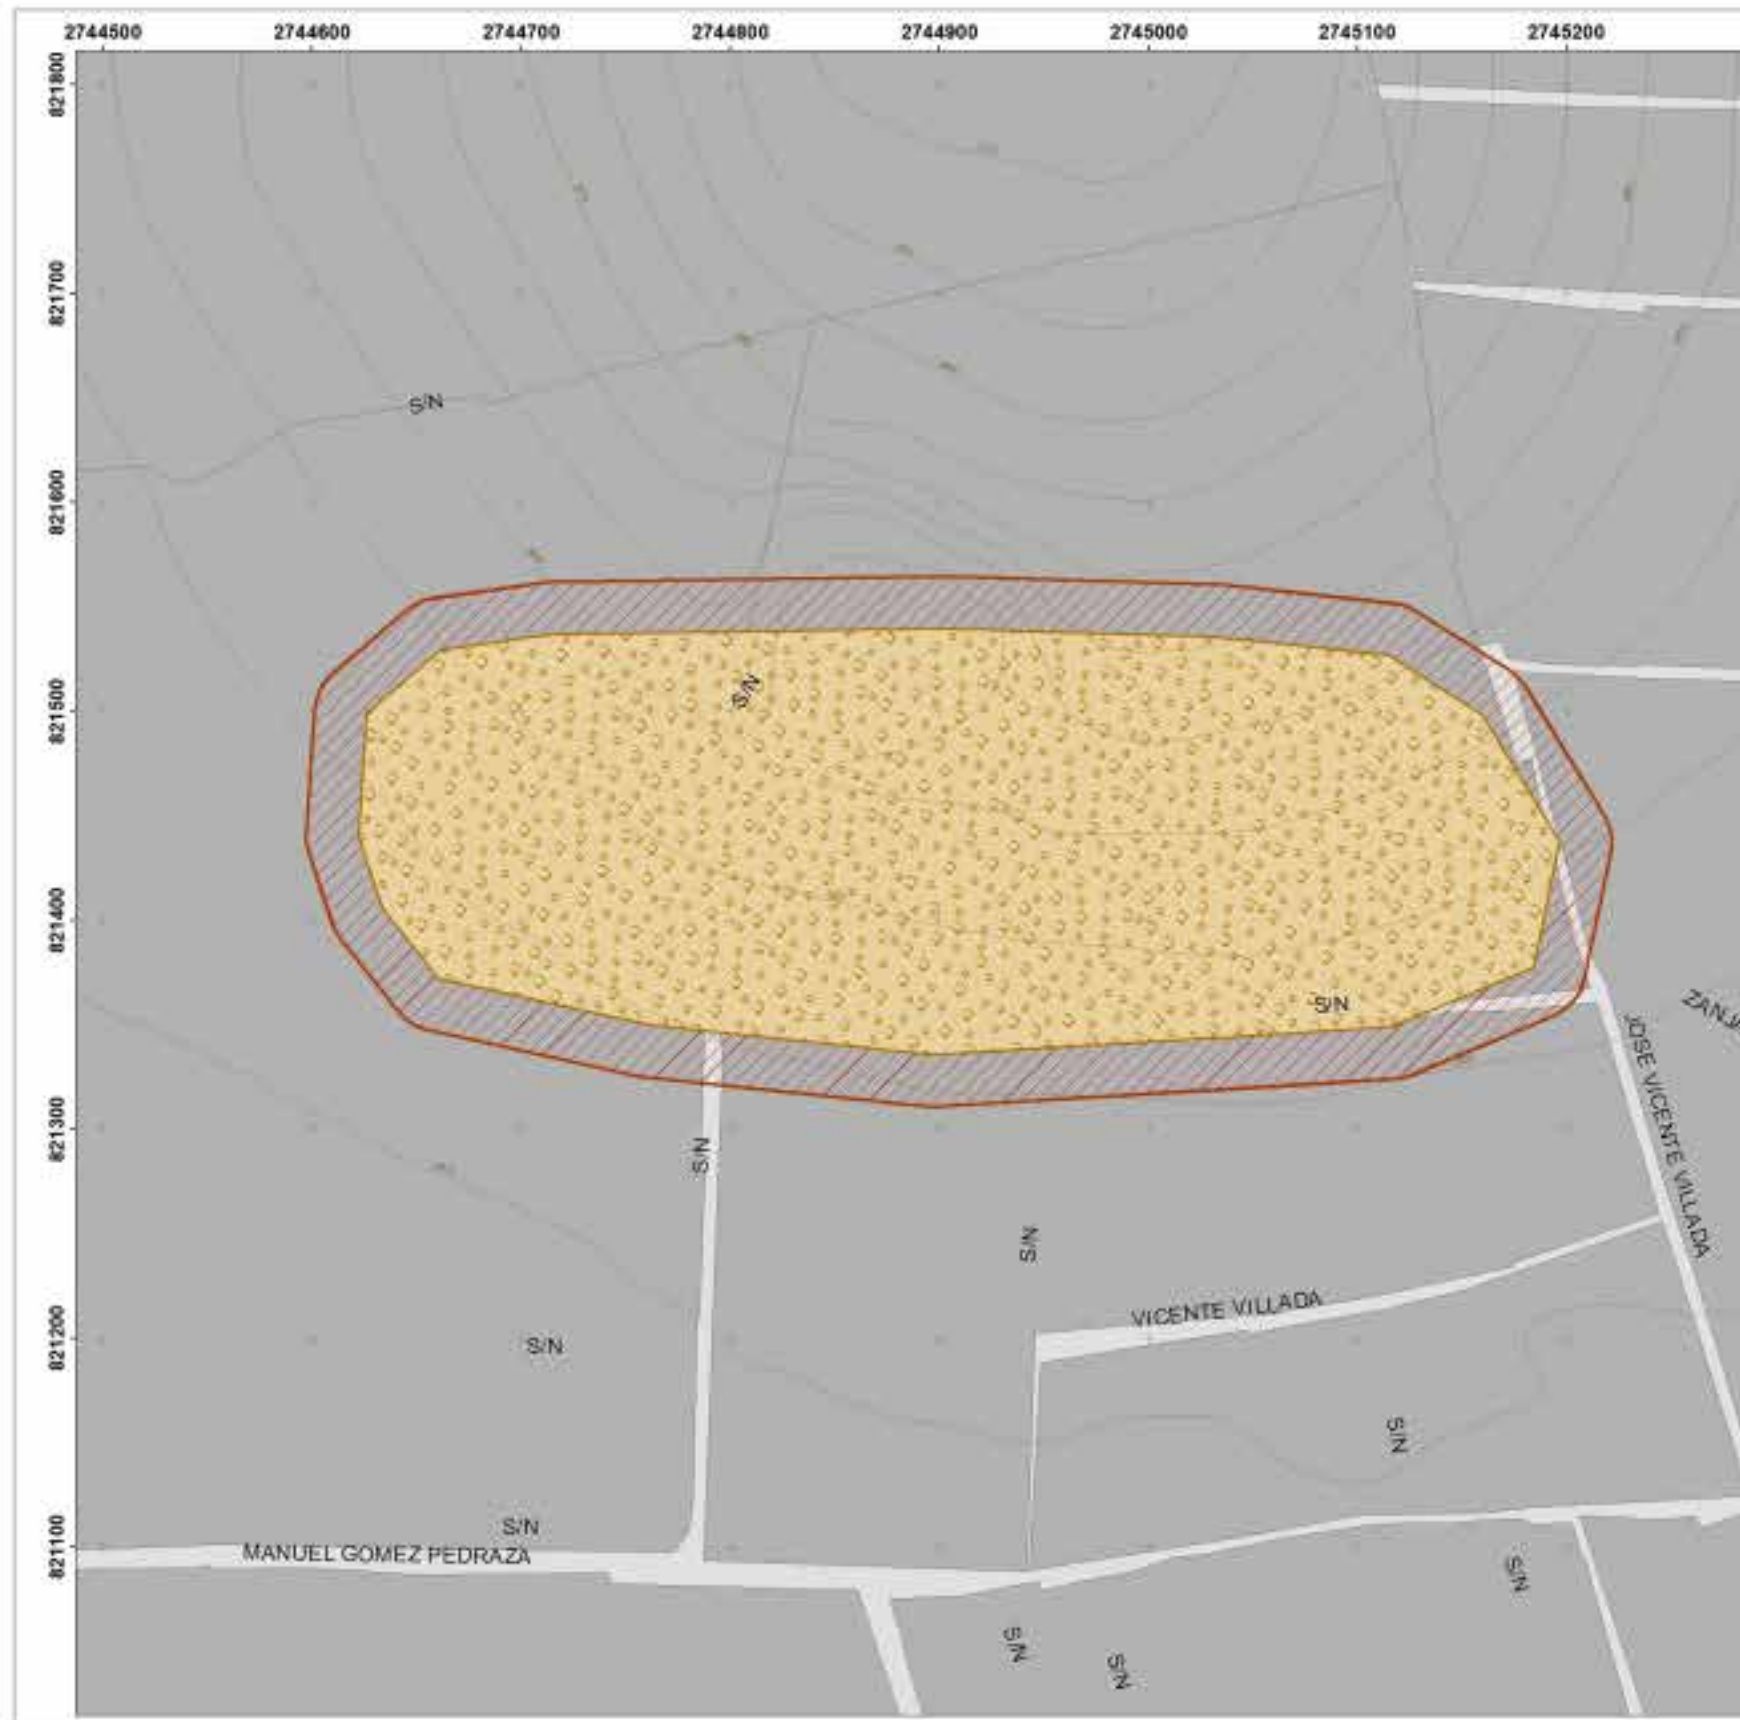 2744500 2744600 2744700 2744800 2744900 2745000 2745100 2745200
821800
821700
S/N
821600
821500
S/N
821400
S/N
JOSE VICENTE VILLADA
821300
S/N
S/N
VICENTE VILLADA
821200
S/N
S/N
821100
S/N
MANUEL GOMEZ PEDRAZA
S/N
S/N
S/N